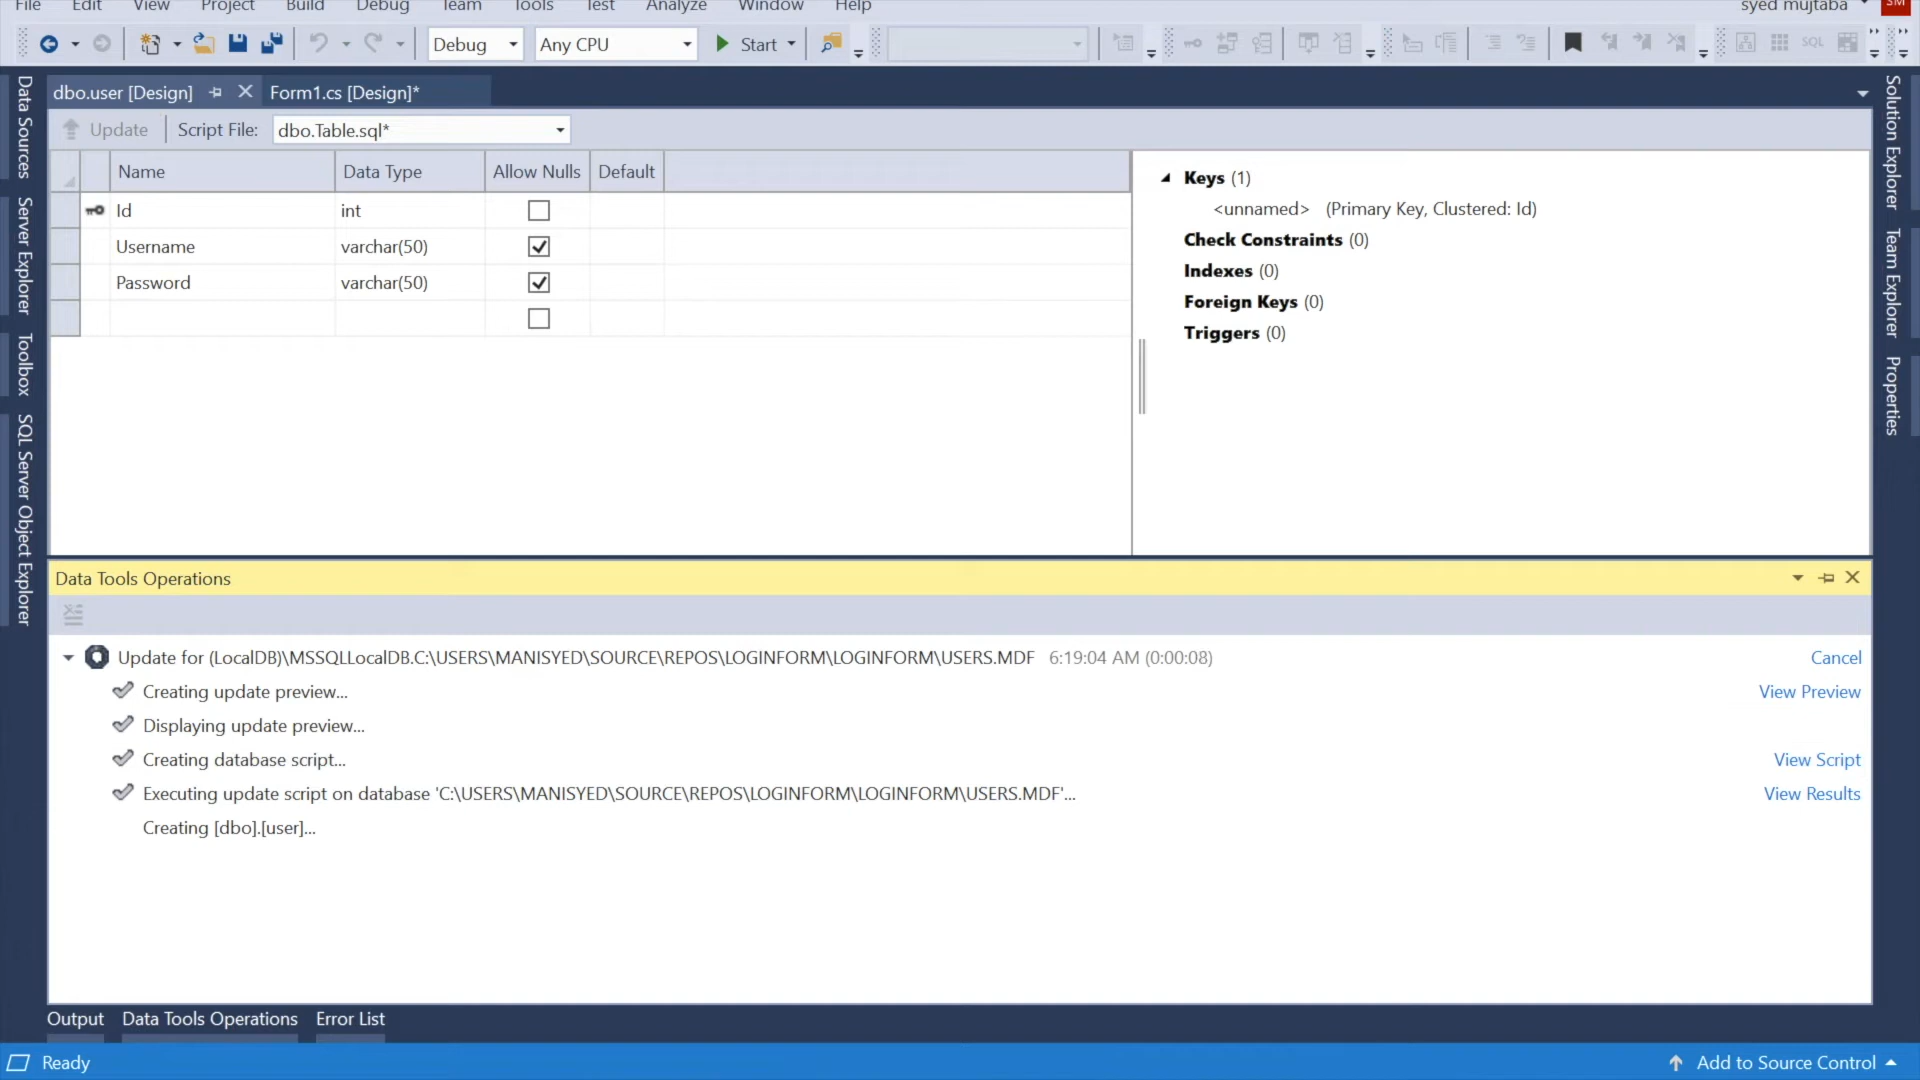 File Edit View Project Build Debug Team Tools Test Analyze Window Help syed mujtaba SM
Debug Any CPU Start SQL
dbo.user [Design] Form1.cs [Design]*
Update Script File: dbo.Table.sql*
Name Data Type Allow Nulls Default
Id int
Username varchar(50)
Password varchar(50)
Keys (1)
<unnamed> (Primary Key, Clustered: Id)
Check Constraints (0)
Indexes (0)
Foreign Keys (0)
Triggers (0)
Data Sources
Server Explorer
Toolbox
SQL Server Object Explorer
Solution Explorer
Team Explorer
Properties
Data Tools Operations
Update for (LocalDB)\MSSQLLocalDB.C:\USERS\MANISYED\SOURCE\REPOS\LOGINFORM\LOGINFORM\USERS.MDF 6:19:04 AM (0:00:08) Cancel
Creating update preview... View Preview
Displaying update preview...
Creating database script... View Script
Executing update script on database 'C:\USERS\MANISYED\SOURCE\REPOS\LOGINFORM\LOGINFORM\USERS.MDF'... View Results
Creating [dbo].[user]...
Output Data Tools Operations Error List
Ready Add to Source Control